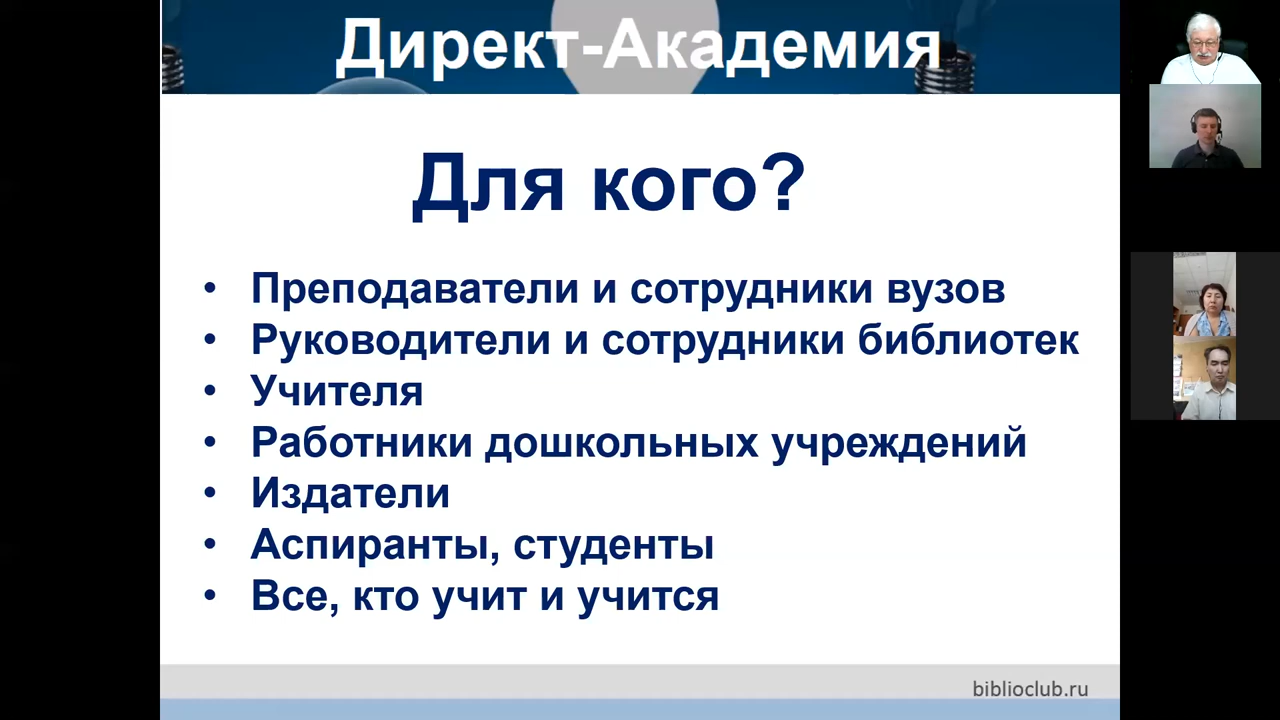 Директ-Академия
Для кого?
• Преподаватели и сотрудники вузов
• Руководители и сотрудники библиотек
• Учителя
• Работники дошкольных учреждений
• Издатели
• Аспиранты, студенты
• Все, кто учит и учится
biblioclub.ru